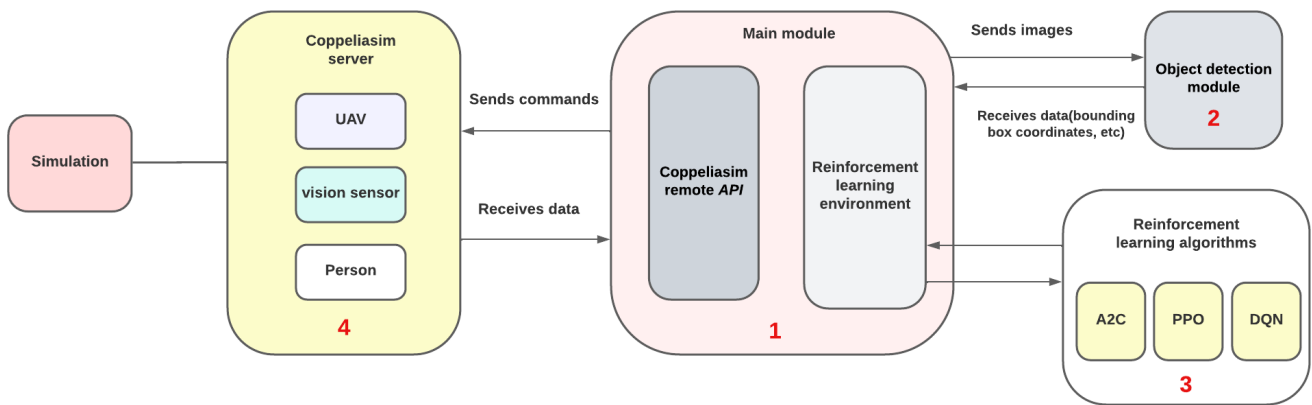 Simulation
Coppeliasim
server
UAV
vision sensor
Person
4
Sends commands
Receives data
Main module
Coppeliasim
remote API
Reinforcement
learning
environment
1
Sends images
Receives data(bounding
box coordinates, etc)
Object detection
module
2
Reinforcement
learning algorithms
A2C
PPO
DQN
3